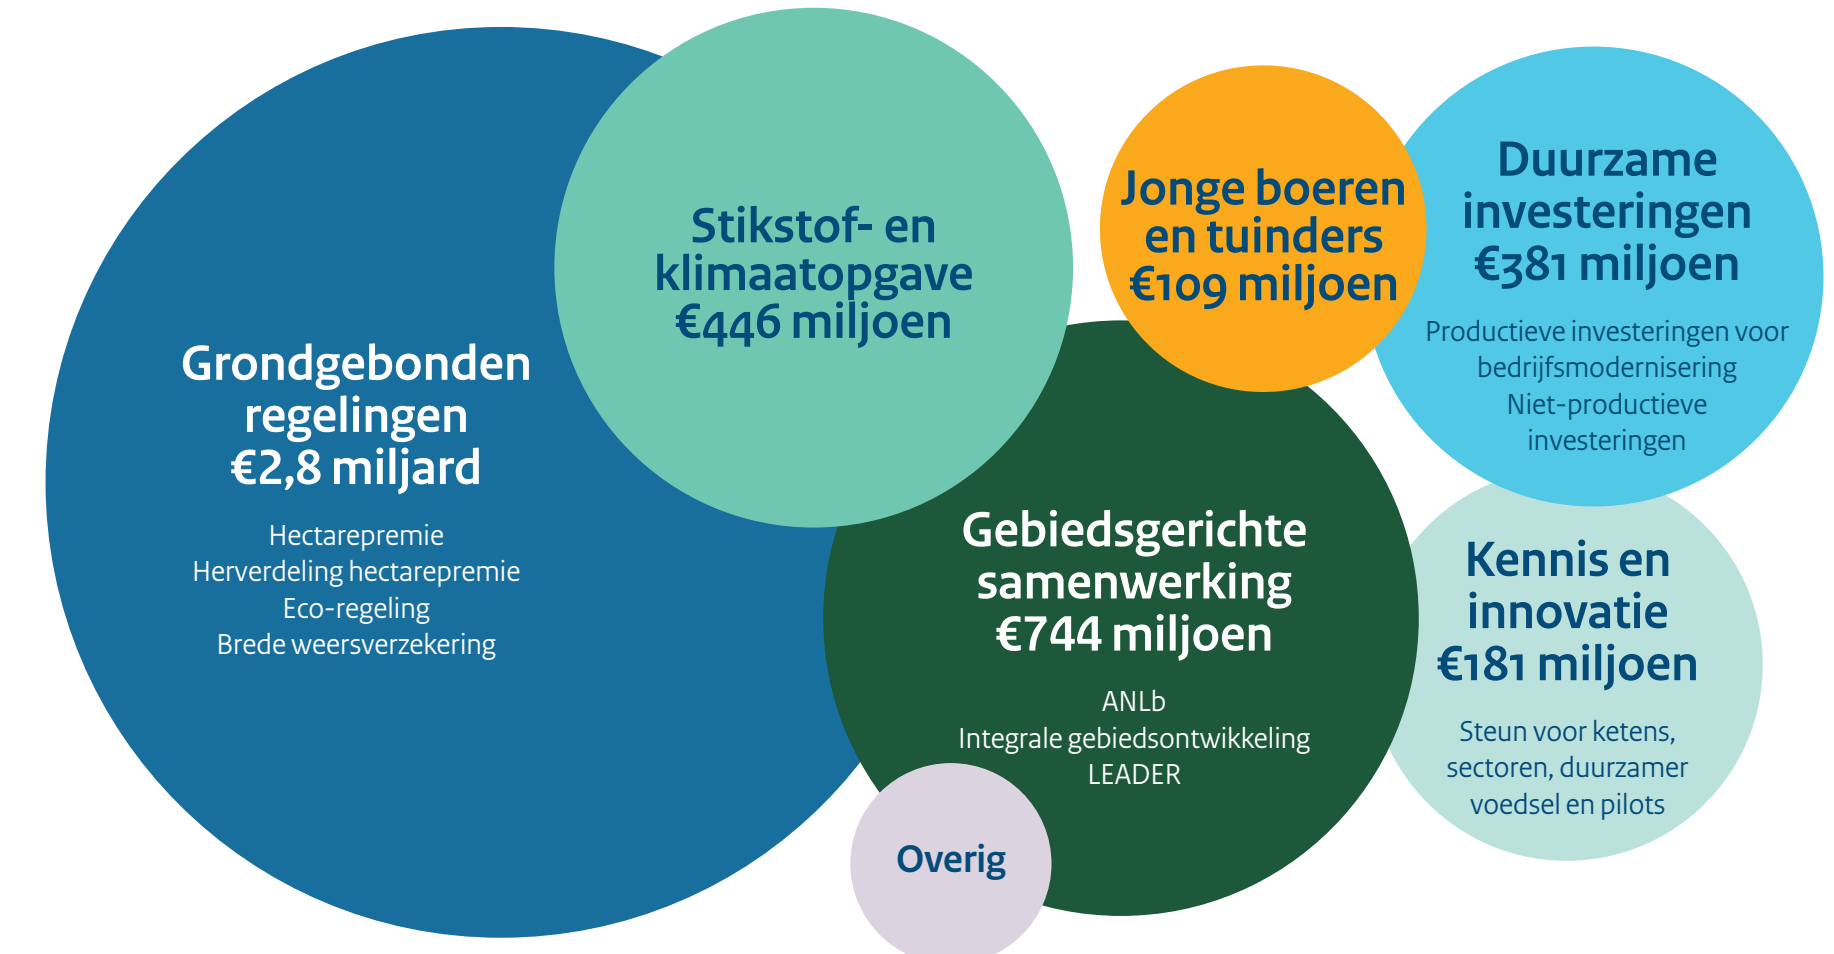 Grondgebonden
regelingen
€2,8 miljard
Hectarepremie
Herverdeling hectarepremie
Eco-regeling
Brede weersverzekering
Stikstof- en
klimaatopgave
€446 miljoen
Gebiedsgerichte
samenwerking
€744 miljoen
ANLb
Integrale gebiedsontwikkeling
LEADER
Overig
Jonge boeren
en tuinders
€109 miljoen
Duurzame
investeringen
€381 miljoen
Productieve investeringen voor
bedrijfsmodernisering
Niet-productieve
investeringen
Kennis en
innovatie
€181 miljoen
Steun voor ketens,
sectoren, duurzamer
voedsel en pilots